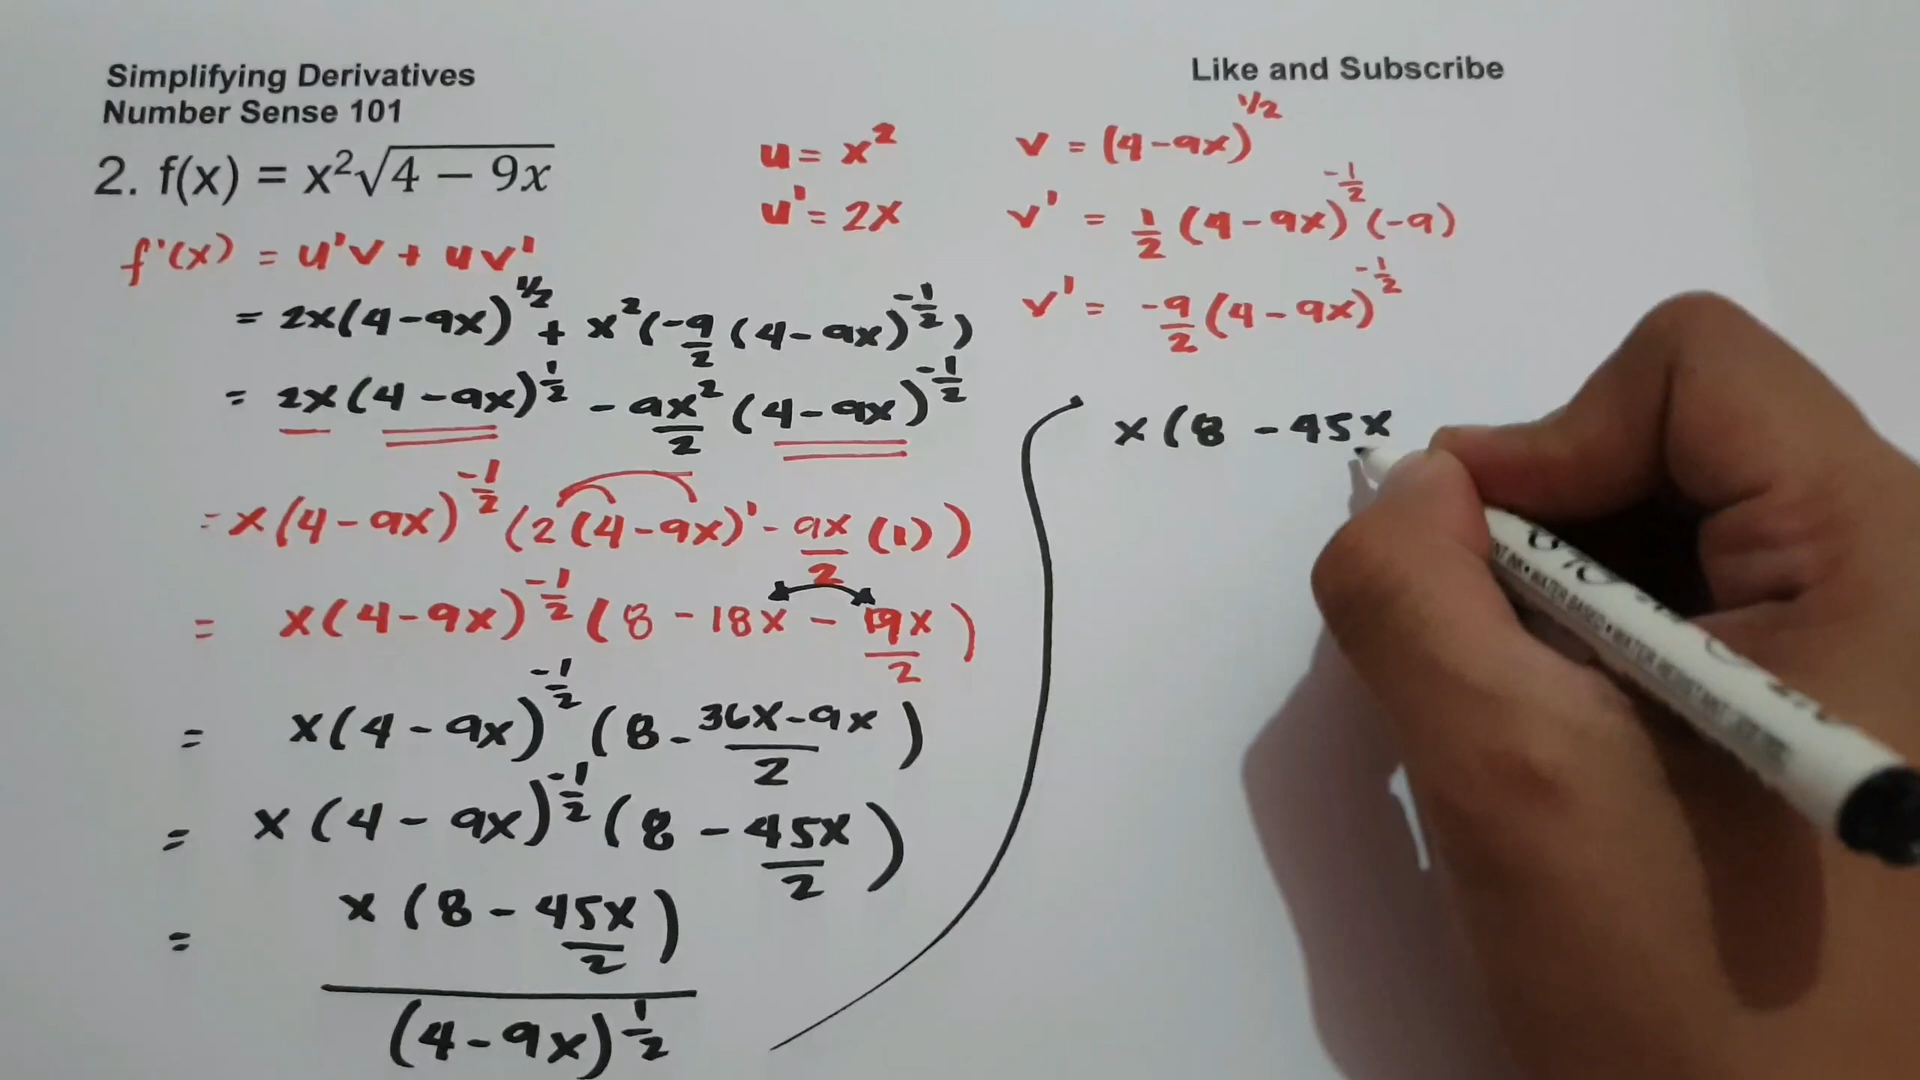 Simplifying Derivatives
Number Sense 101
2. f(x) = x²√(4 − 9x)
f'(x) = u'v + uv'
= 2x(4-9x)^1/2 + x²(-9/2 (4-9x)^-1/2)
= 2x(4-9x)^1/2 - 9x²/2 (4-9x)^-1/2
= x(4-9x)^-1/2 (2(4-9x)' - 9x/2 (1))
= x(4-9x)^-1/2 (8 - 18x - 9x/2)
= x(4-9x)^-1/2 (8 - 36x-9x/2)
= x(4-9x)^-1/2 (8 - 45x/2)
= x(8 - 45x/2)
(4-9x)^1/2
Like and Subscribe
u = x²
u' = 2x
v = (4-9x)^1/2
v' = 1/2 (4-9x)^-1/2 (-9)
v' = -9/2 (4-9x)^-1/2
x(8 - 45x